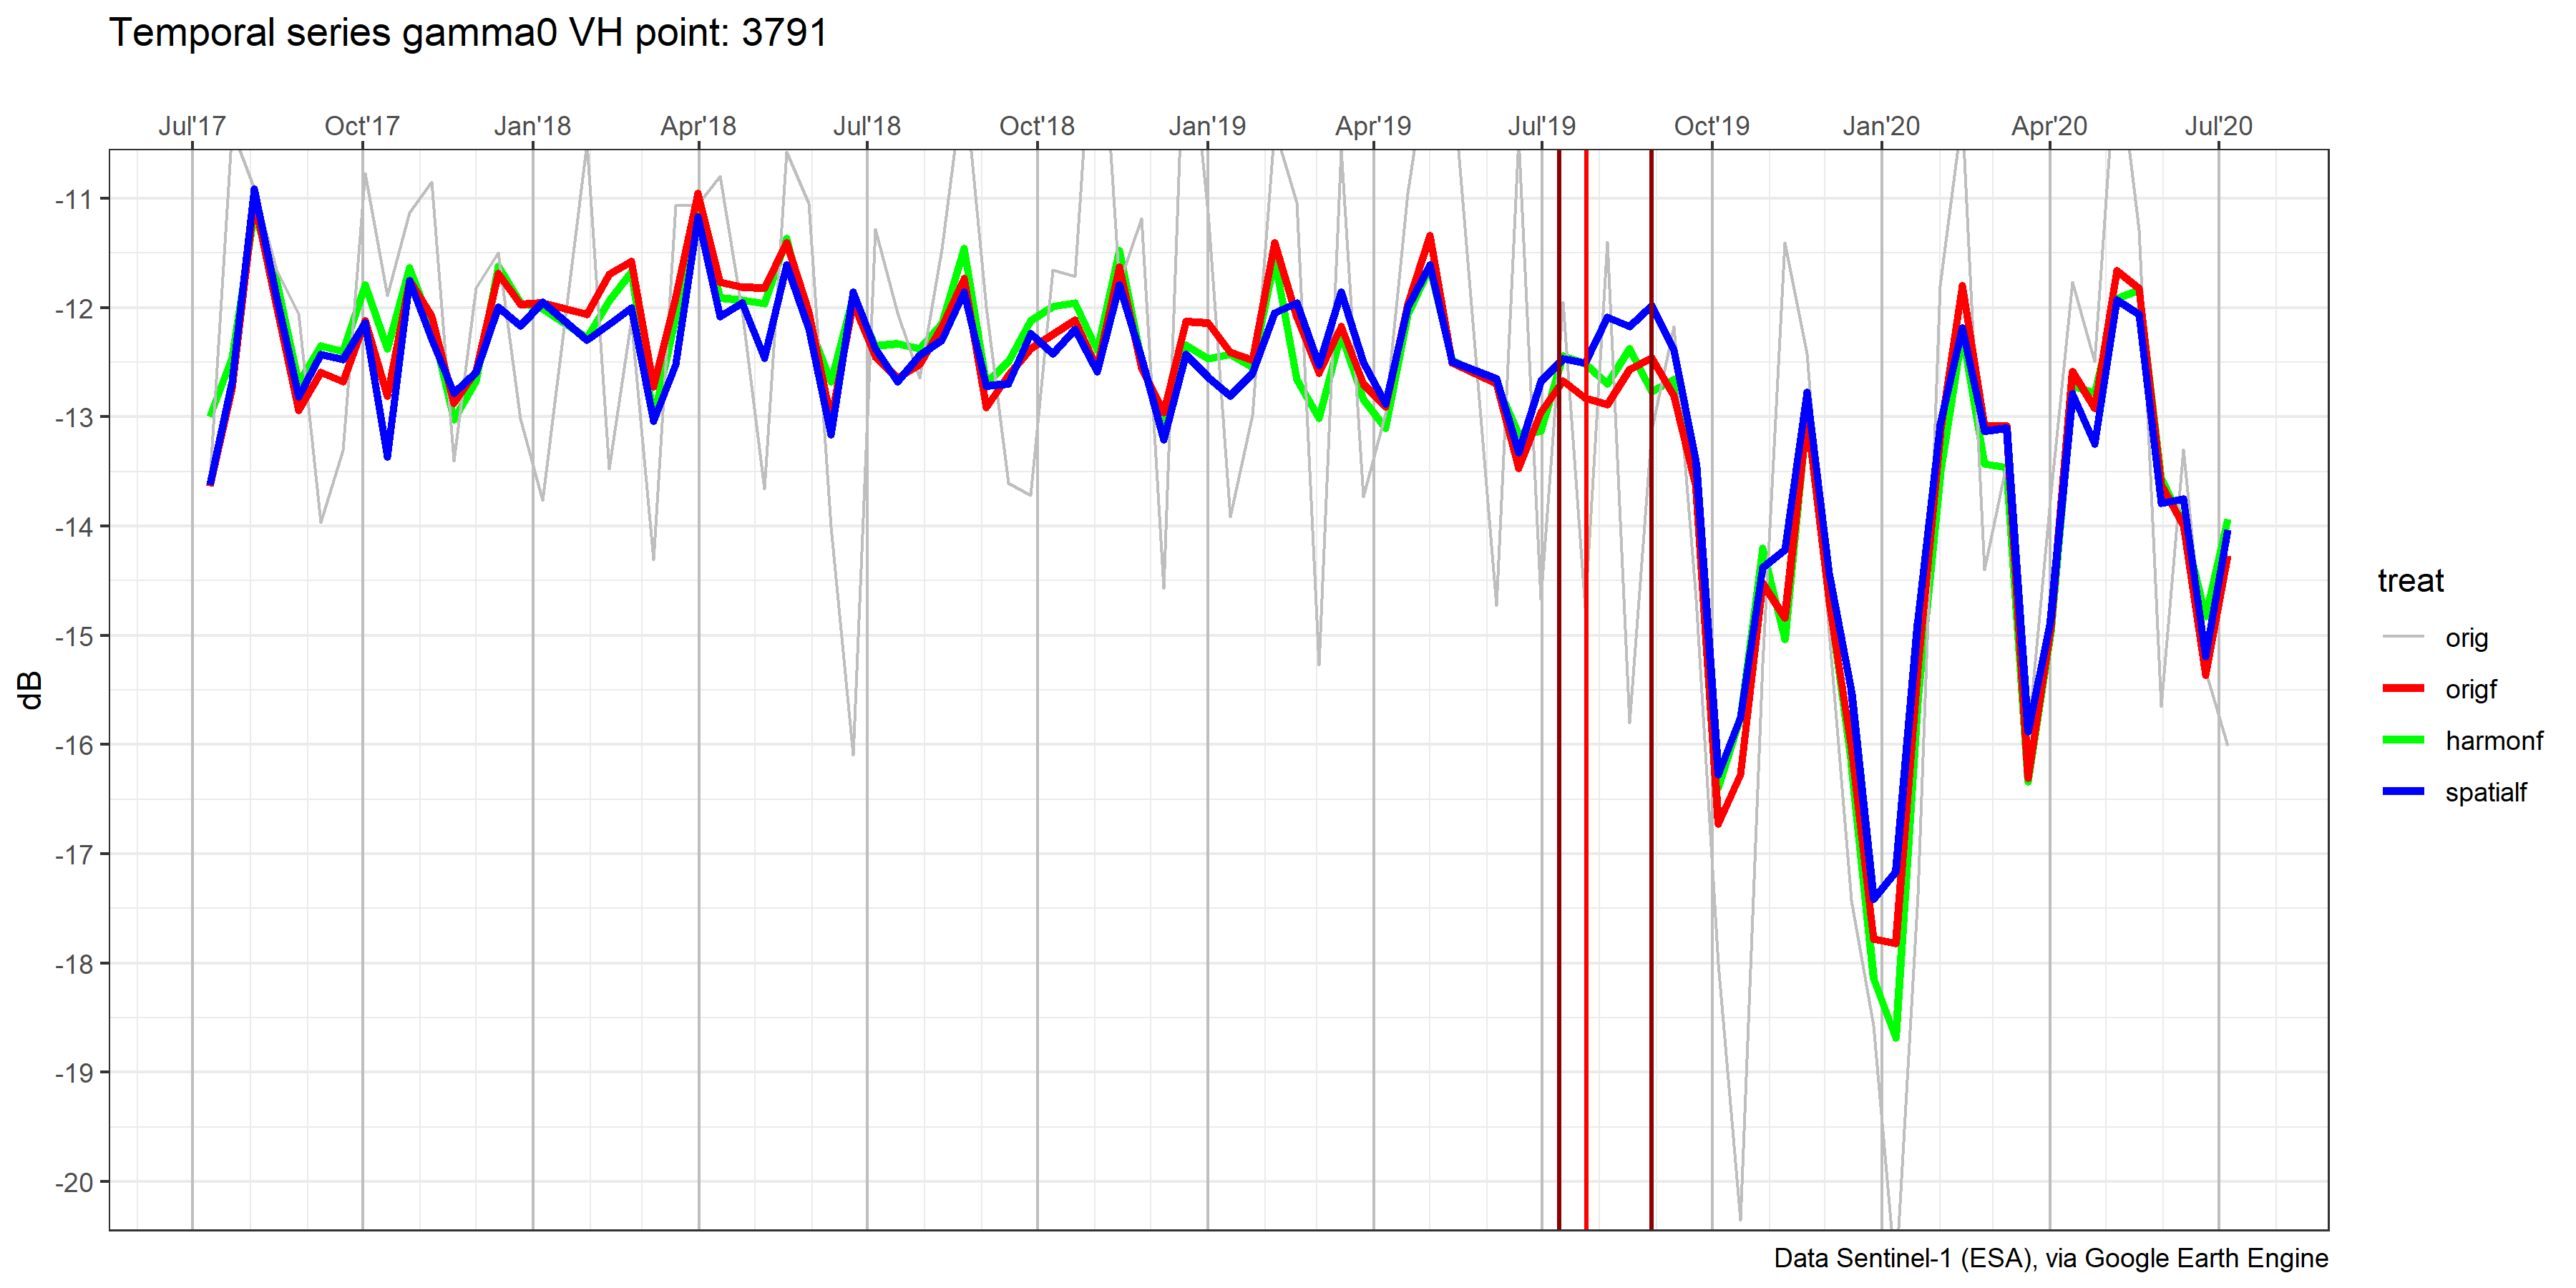 Temporal series gamma0 VH point: 3791
Jul'17 Oct'17 Jan'18 Apr'18 Jul'18 Oct'18 Jan'19 Apr'19 Jul'19 Oct'19 Jan'20 Apr'20 Jul'20
-11
-12
-13
-14
-15
-16
-17
-18
-19
-20
dB
treat
orig
origf
harmonf
spatialf
Data Sentinel-1 (ESA), via Google Earth Engine